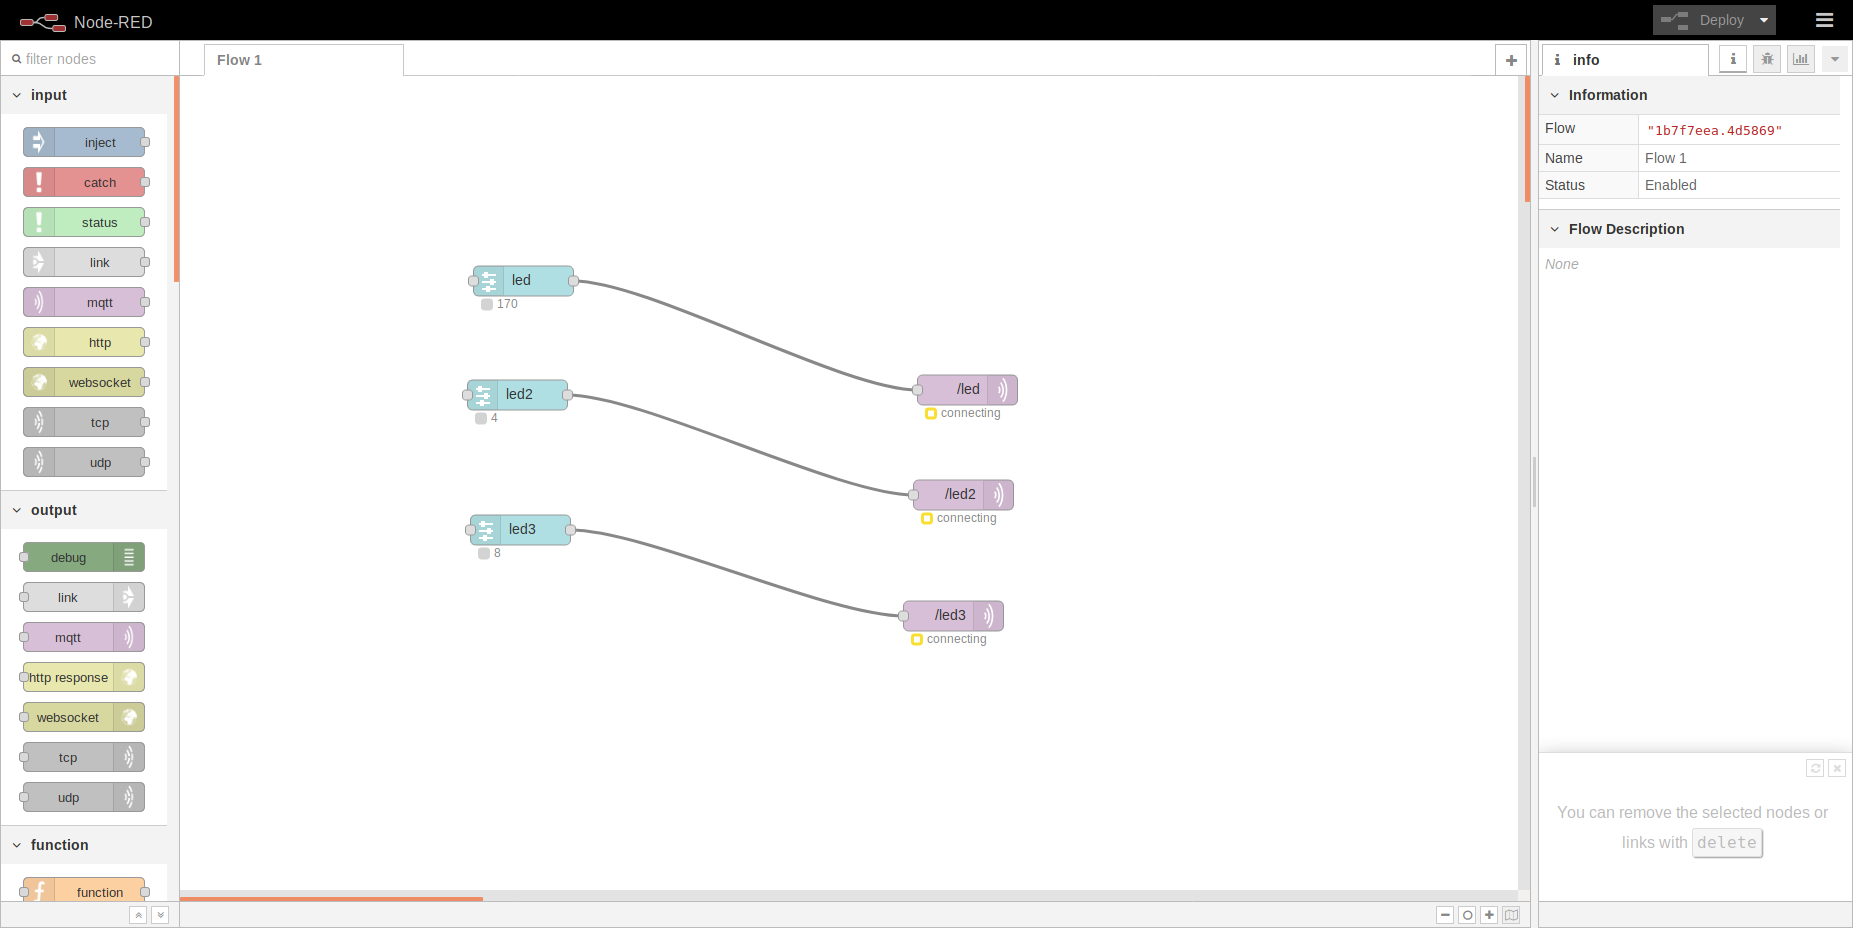 Node-RED
Deploy
filter nodes
input
inject
catch
status
link
mqtt
http
websocket
tcp
udp
output
debug
link
mqtt
http response
websocket
tcp
udp
function
function
Flow 1
led
170
led2
4
led3
8
/led
connecting
/led2
connecting
/led3
connecting
info
Information
Flow "1b7f7eea.4d5869"
Name Flow 1
Status Enabled
Flow Description
None
You can remove the selected nodes or
links with delete